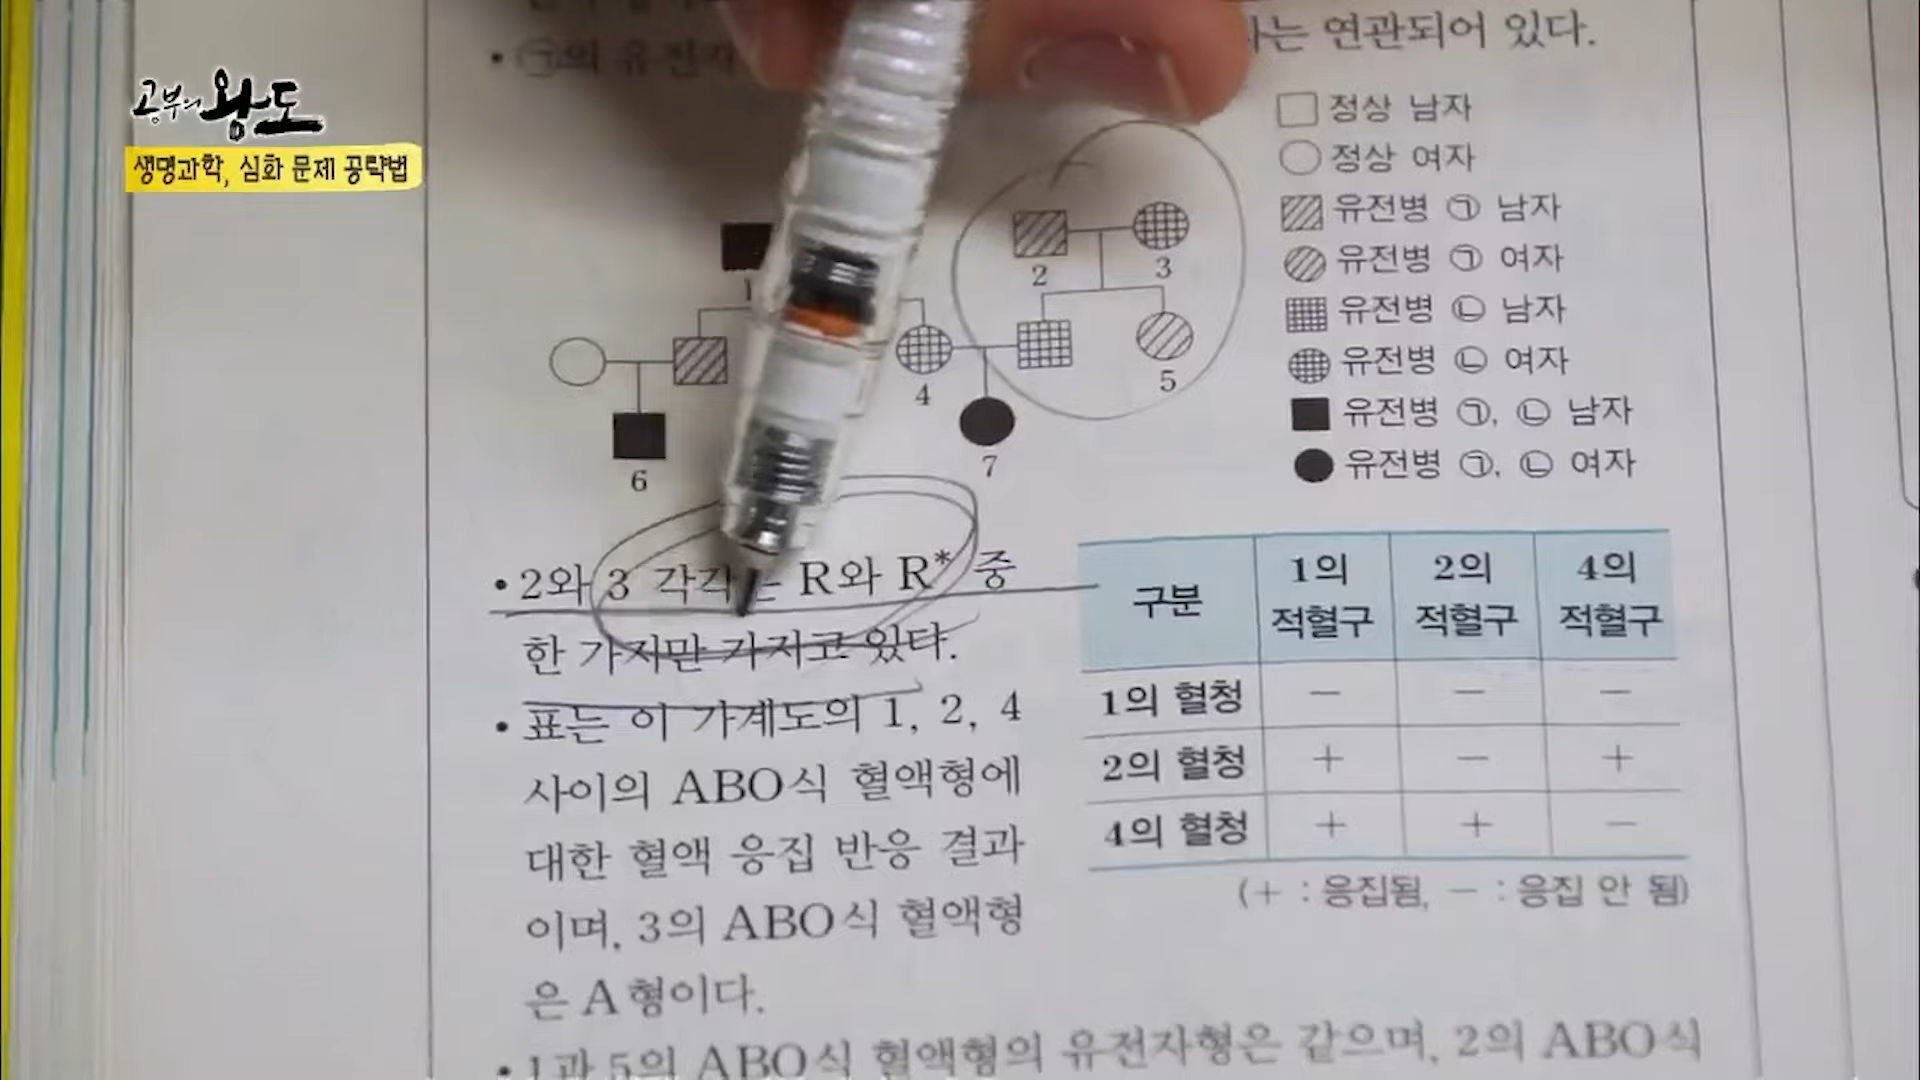 공부의 왕도
생명과학, 심화 문제 공략법
는 연관되어 있다.
• ㉠의 유전자
정상 남자
정상 여자
유전병 ㉠ 남자
유전병 ㉠ 여자
유전병 ㉡ 남자
유전병 ㉡ 여자
유전병 ㉠, ㉡ 남자
유전병 ㉠, ㉡ 여자
1
2
3
4
5
6
7
• 2와 3 각각은 R와 R* 중
한 가지만 가지고 있다.
• 표는 이 가계도의 1, 2, 4
사이의 ABO식 혈액형에
대한 혈액 응집 반응 결과
이며, 3의 ABO식 혈액형
은 A형이다.
구분 1의 적혈구 2의 적혈구 4의 적혈구
1의 혈청 − − −
2의 혈청 + − +
4의 혈청 + + −
(+ : 응집됨, − : 응집 안 됨)
• 1과 5의 ABO식 혈액형의 유전자형은 같으며, 2의 ABO식